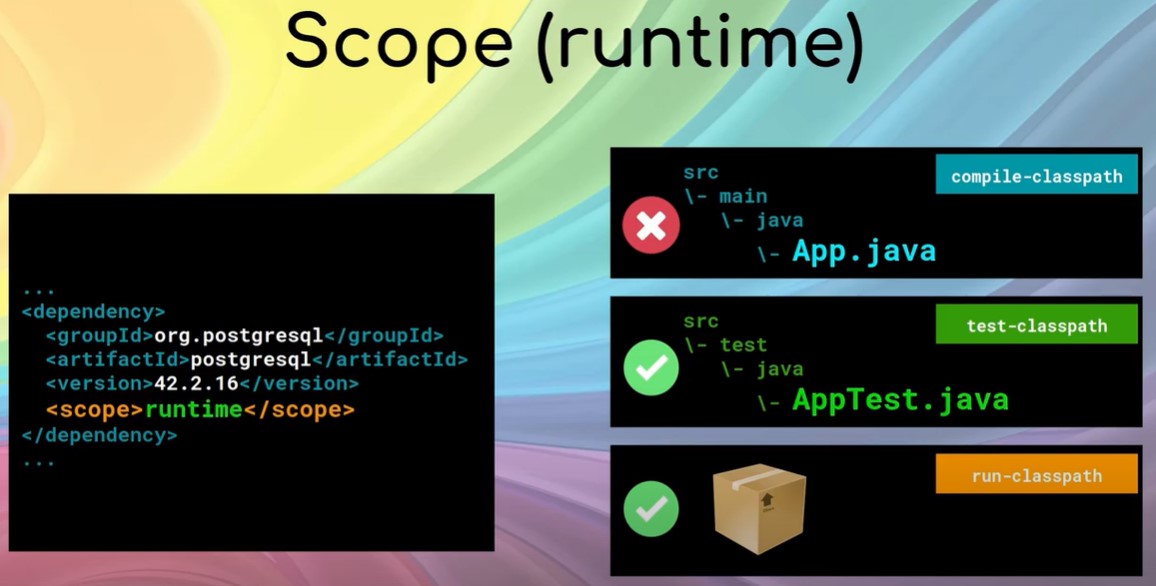 Scope (runtime)
...
<dependency>
<groupId>org.postgresql</groupId>
<artifactId>postgresql</artifactId>
<version>42.2.16</version>
<scope>runtime</scope>
</dependency>
...
compile-classpath
src
\- main
\- java
\- App.java
test-classpath
src
\- test
\- java
\- AppTest.java
run-classpath